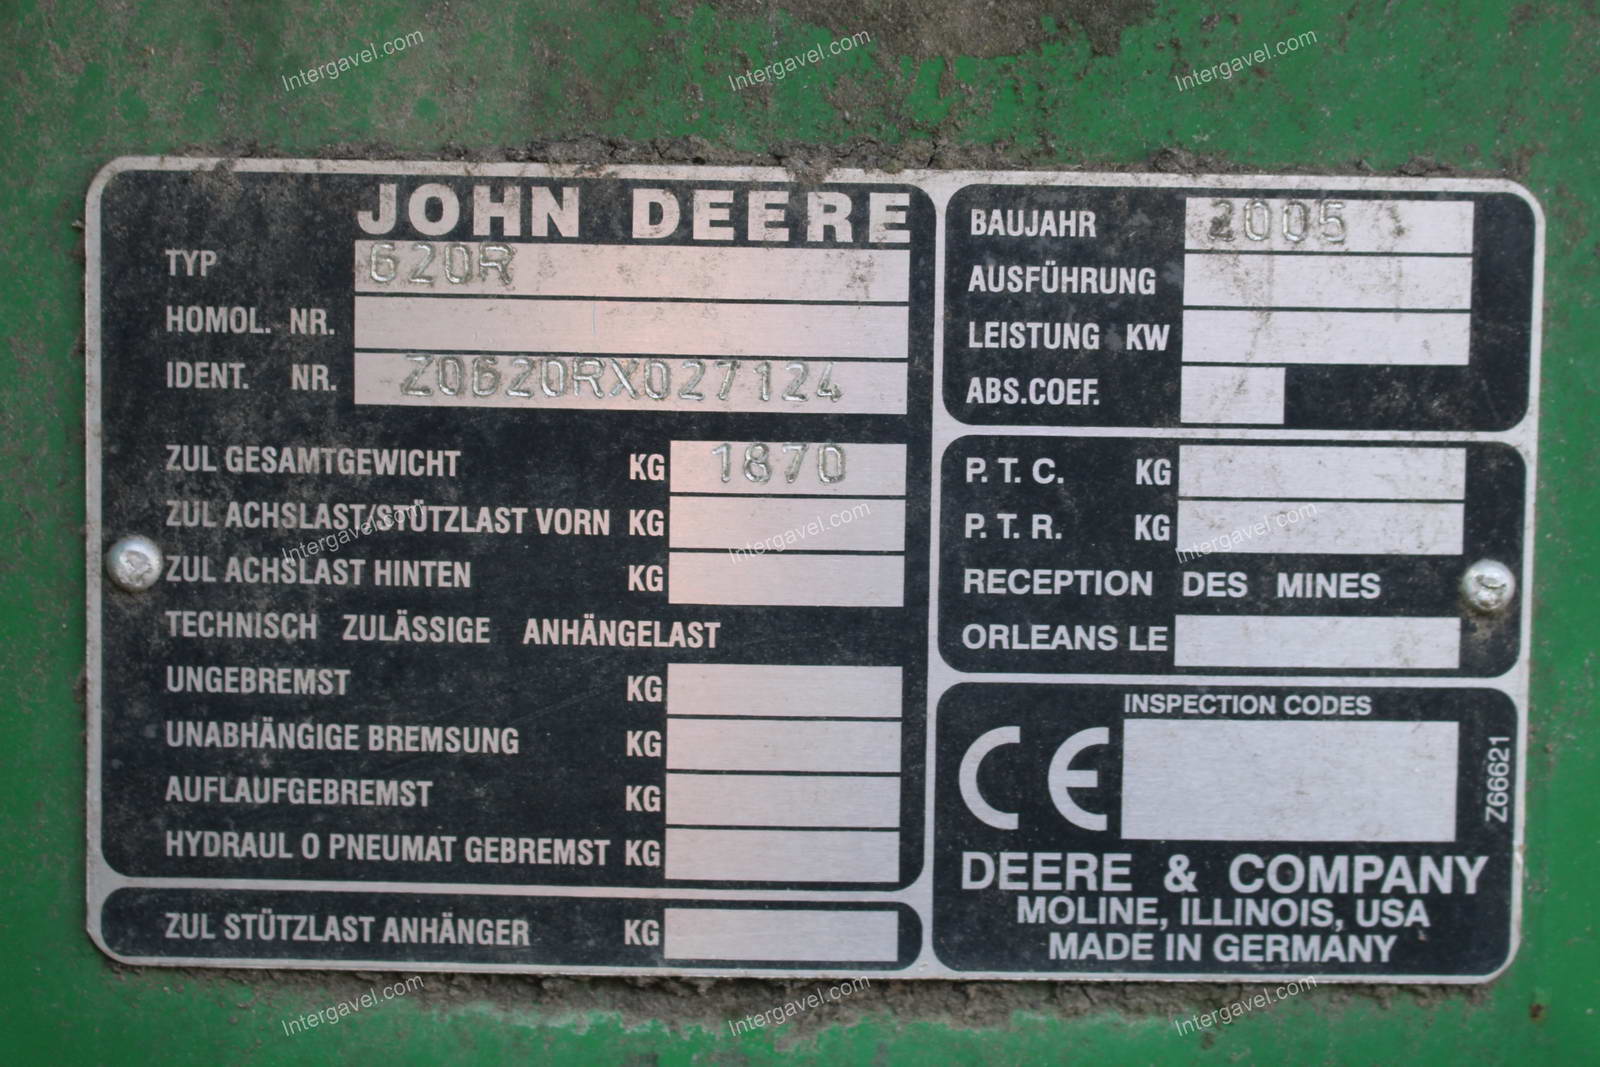 JOHN DEERE
TYP 620R
HOMOL. NR.
IDENT. NR. Z0620RX027124
ZUL GESAMTGEWICHT KG 1870
ZUL ACHSLAST/STÜTZLAST VORN KG
ZUL ACHSLAST HINTEN KG
TECHNISCH ZULÄSSIGE ANHÄNGELAST
UNGEBREMST KG
UNABHÄNGIGE BREMSUNG KG
AUFLAUFGEBREMST KG
HYDRAUL O PNEUMAT GEBREMST KG
ZUL STÜTZLAST ANHÄNGER KG
BAUJAHR 2005
AUSFÜHRUNG
LEISTUNG KW
ABS.COEF.
P. T. C. KG
P. T. R. KG
RECEPTION DES MINES
ORLEANS LE
INSPECTION CODES
CE
Z66621
DEERE & COMPANY
MOLINE, ILLINOIS, USA
MADE IN GERMANY
Intergavel.com
Intergavel.com
Intergavel.com
Intergavel.com
Intergavel.com
Intergavel.com
Intergavel.com
Intergavel.com
Intergavel.com